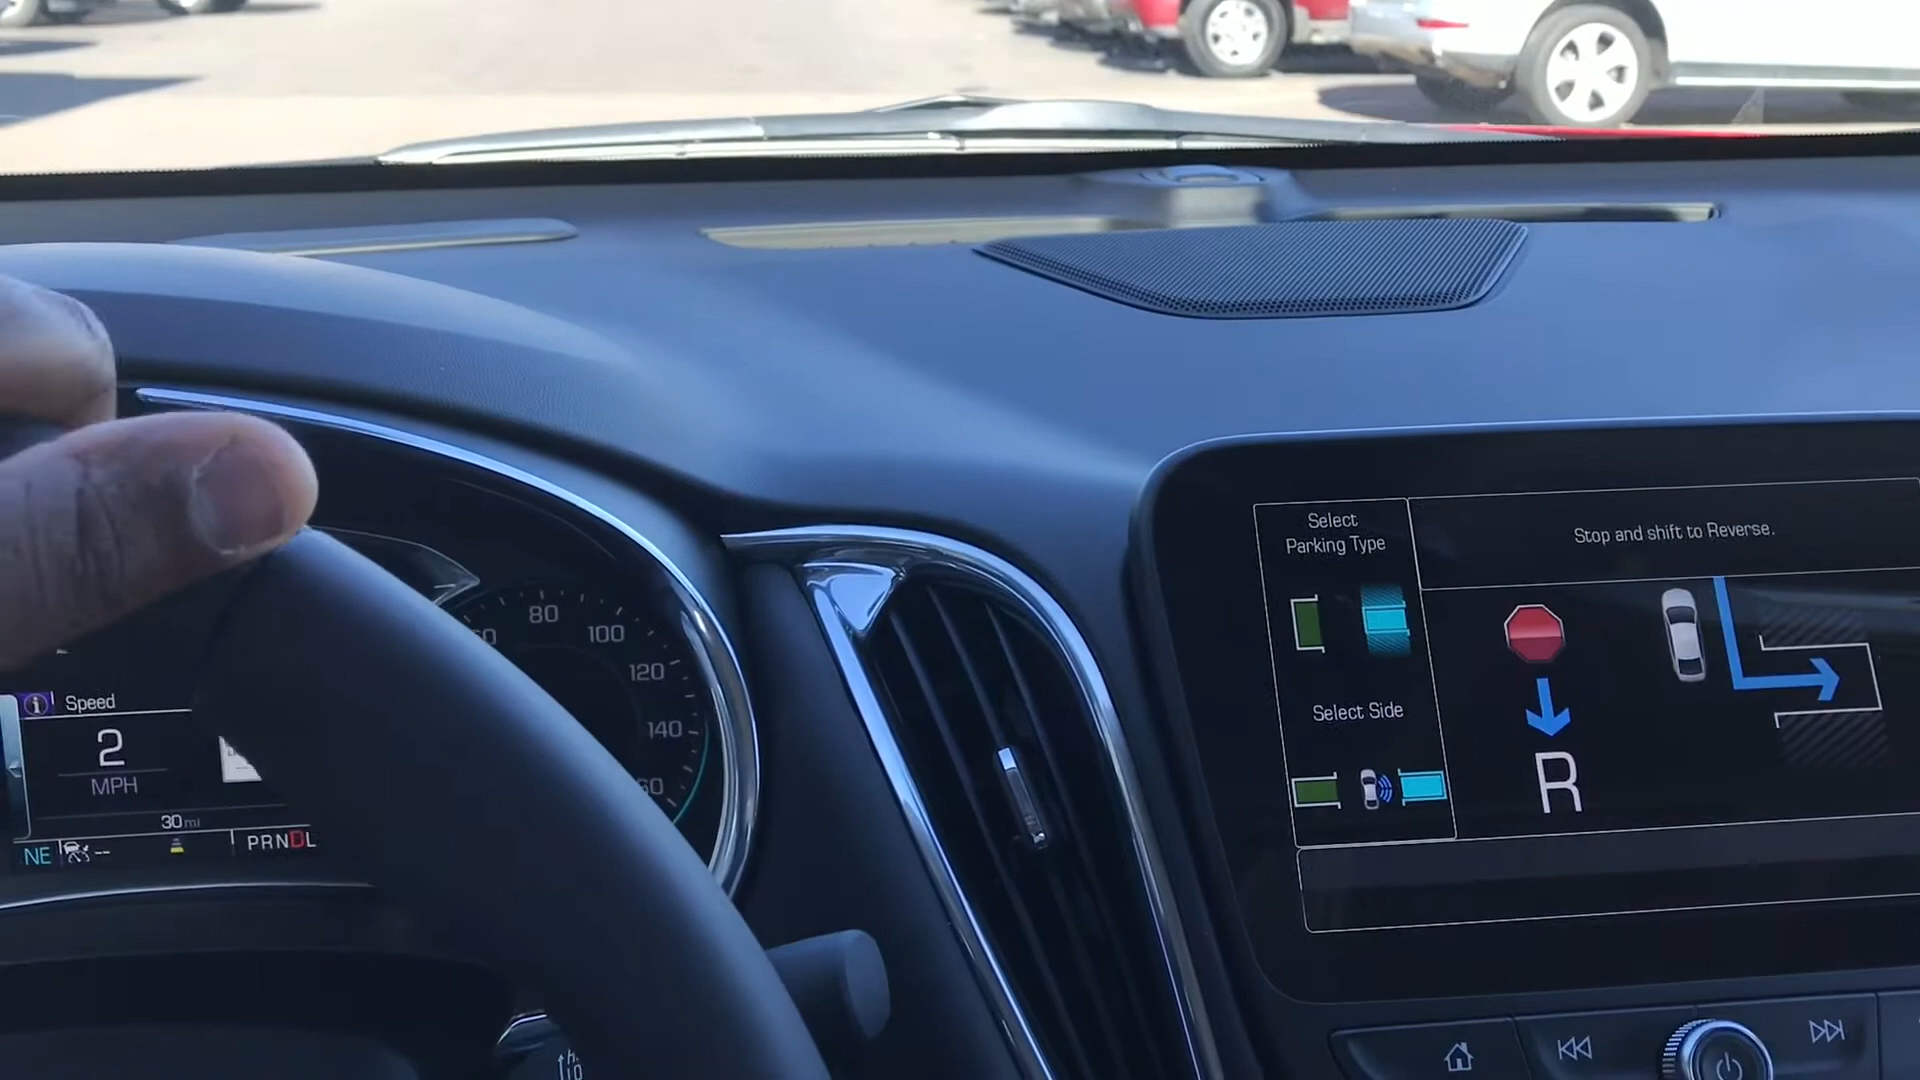 Select
Parking Type
Stop and shift to Reverse.
Select Side
R
80
100
120
140
Speed
2
MPH
30 mi
NE
--
PRNDL